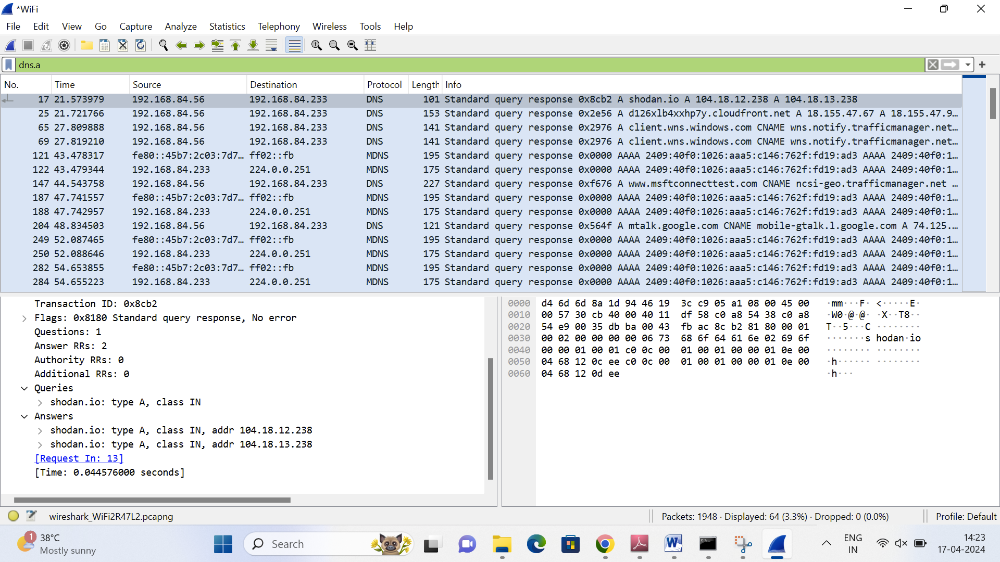 *WiFi
File Edit View Go Capture Analyze Statistics Telephony Wireless Tools Help
dns.a
No. Time Source Destination Protocol Length Info
17 21.573979 192.168.84.56 192.168.84.233 DNS 101 Standard query response 0x8cb2 A shodan.io A 104.18.12.238 A 104.18.13.238
25 21.721766 192.168.84.56 192.168.84.233 DNS 153 Standard query response 0x2e56 A d126xlb4xxhp7y.cloudfront.net A 18.155.47.67 A 18.155.47.9…
65 27.809888 192.168.84.56 192.168.84.233 DNS 141 Standard query response 0x2976 A client.wns.windows.com CNAME wns.notify.trafficmanager.net…
69 27.819210 192.168.84.56 192.168.84.233 DNS 141 Standard query response 0x2976 A client.wns.windows.com CNAME wns.notify.trafficmanager.net…
121 43.478317 fe80::45b7:2c03:7d7… ff02::fb MDNS 195 Standard query response 0x0000 AAAA 2409:40f0:1026:aaa5:c146:762f:fd19:ad3 AAAA 2409:40f0:1…
122 43.479344 192.168.84.233 224.0.0.251 MDNS 175 Standard query response 0x0000 AAAA 2409:40f0:1026:aaa5:c146:762f:fd19:ad3 AAAA 2409:40f0:1…
147 44.543758 192.168.84.56 192.168.84.233 DNS 227 Standard query response 0xf676 A www.msftconnecttest.com CNAME ncsi-geo.trafficmanager.net …
187 47.741557 fe80::45b7:2c03:7d7… ff02::fb MDNS 195 Standard query response 0x0000 AAAA 2409:40f0:1026:aaa5:c146:762f:fd19:ad3 AAAA 2409:40f0:1…
188 47.742957 192.168.84.233 224.0.0.251 MDNS 175 Standard query response 0x0000 AAAA 2409:40f0:1026:aaa5:c146:762f:fd19:ad3 AAAA 2409:40f0:1…
204 48.834503 192.168.84.56 192.168.84.233 DNS 121 Standard query response 0x564f A mtalk.google.com CNAME mobile-gtalk.l.google.com A 74.125.…
249 52.087465 fe80::45b7:2c03:7d7… ff02::fb MDNS 195 Standard query response 0x0000 AAAA 2409:40f0:1026:aaa5:c146:762f:fd19:ad3 AAAA 2409:40f0:1…
250 52.088646 192.168.84.233 224.0.0.251 MDNS 175 Standard query response 0x0000 AAAA 2409:40f0:1026:aaa5:c146:762f:fd19:ad3 AAAA 2409:40f0:1…
282 54.653855 fe80::45b7:2c03:7d7… ff02::fb MDNS 195 Standard query response 0x0000 AAAA 2409:40f0:1026:aaa5:c146:762f:fd19:ad3 AAAA 2409:40f0:1…
284 54.655223 192.168.84.233 224.0.0.251 MDNS 175 Standard query response 0x0000 AAAA 2409:40f0:1026:aaa5:c146:762f:fd19:ad3 AAAA 2409:40f0:1…
Transaction ID: 0x8cb2
Flags: 0x8180 Standard query response, No error
Questions: 1
Answer RRs: 2
Authority RRs: 0
Additional RRs: 0
Queries
shodan.io: type A, class IN
Answers
shodan.io: type A, class IN, addr 104.18.12.238
shodan.io: type A, class IN, addr 104.18.13.238
[Request In: 13]
[Time: 0.044576000 seconds]
0000 d4 6d 6d 8a 1d 94 46 19 3c c9 05 a1 08 00 45 00 ·mm···F· <·····E·
0010 00 57 30 cb 40 00 40 11 df 58 c0 a8 54 38 c0 a8 ·W0·@·@· ·X··T8··
0020 54 e9 00 35 db ba 00 43 fb ac 8c b2 81 80 00 01 T··5···C ········
0030 00 02 00 00 00 00 06 73 68 6f 64 61 6e 02 69 6f ·······s hodan·io
0040 00 00 01 00 01 c0 0c 00 01 00 01 00 00 01 0e 00 ········ ········
0050 04 68 12 0c ee c0 0c 00 01 00 01 00 00 01 0e 00 ·h······ ········
0060 04 68 12 0d ee ·h···
wireshark_WiFi2R47L2.pcapng
Packets: 1948 · Displayed: 64 (3.3%) · Dropped: 0 (0.0%)
Profile: Default
1
38°C
Mostly sunny
Search
ENG
IN
14:23
17-04-2024